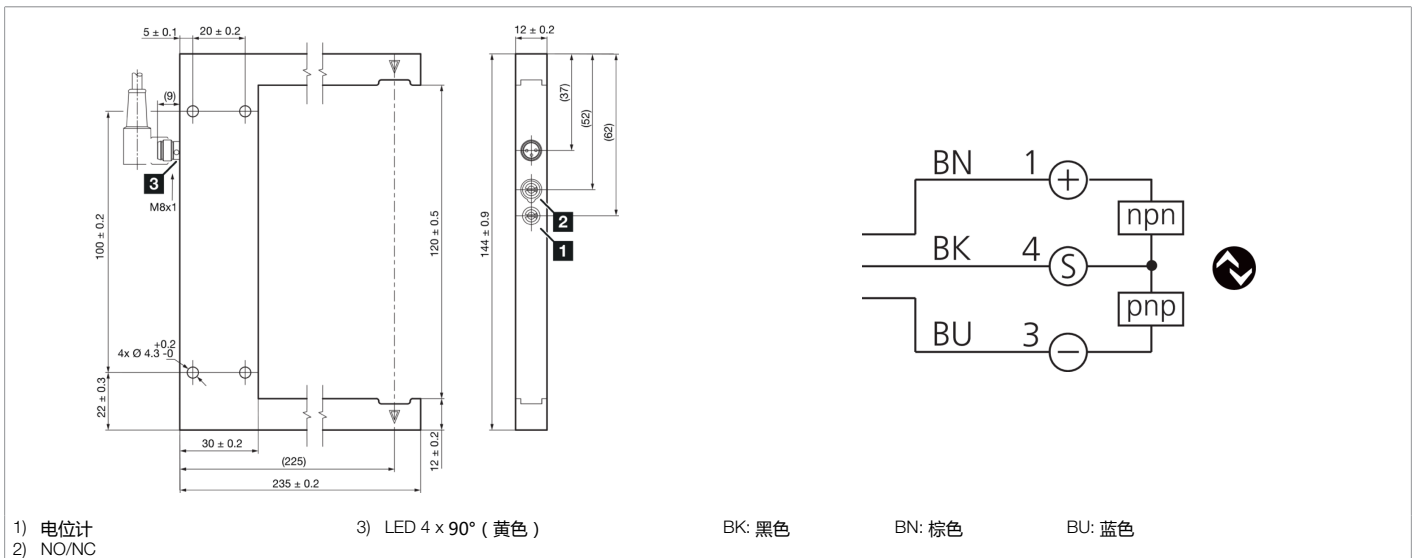 5 ± 0.1
20 ± 0.2
12 ± 0.2
(9)
(37)
(52)
(62)
3
M8x1
2
1
100 ± 0.2
120 ± 0.5
144 ± 0.9
4x Ø 4.3 +0.2 -0
22 ± 0.3
30 ± 0.2
12 ± 0.2
(225)
235 ± 0.2
BN 1 +
npn
BK 4 S
pnp
BU 3 −
1) 电位计
3) LED 4 x 90°（黄色）
BK: 黑色
BN: 棕色
BU: 蓝色
2) NO/NC